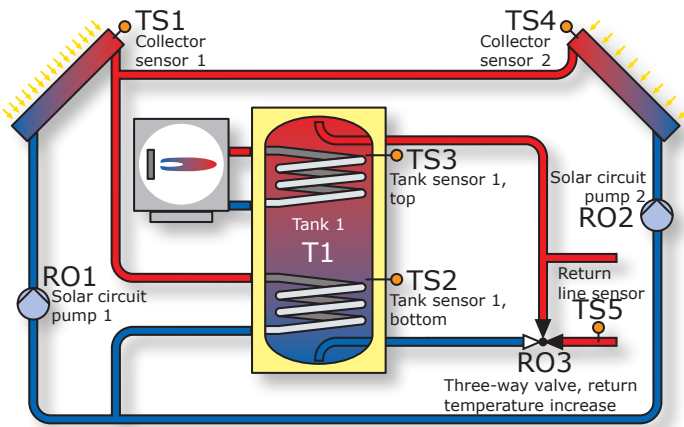 TS1
Collector
sensor 1
TS4
Collector
sensor 2
TS3
Tank sensor 1,
top
Solar circuit
pump 2
RO2
Tank 1
T1
RO1
Solar circuit
pump 1
TS2
Tank sensor 1,
bottom
Return
line sensor
TS5
RO3
Three-way valve, return
temperature increase